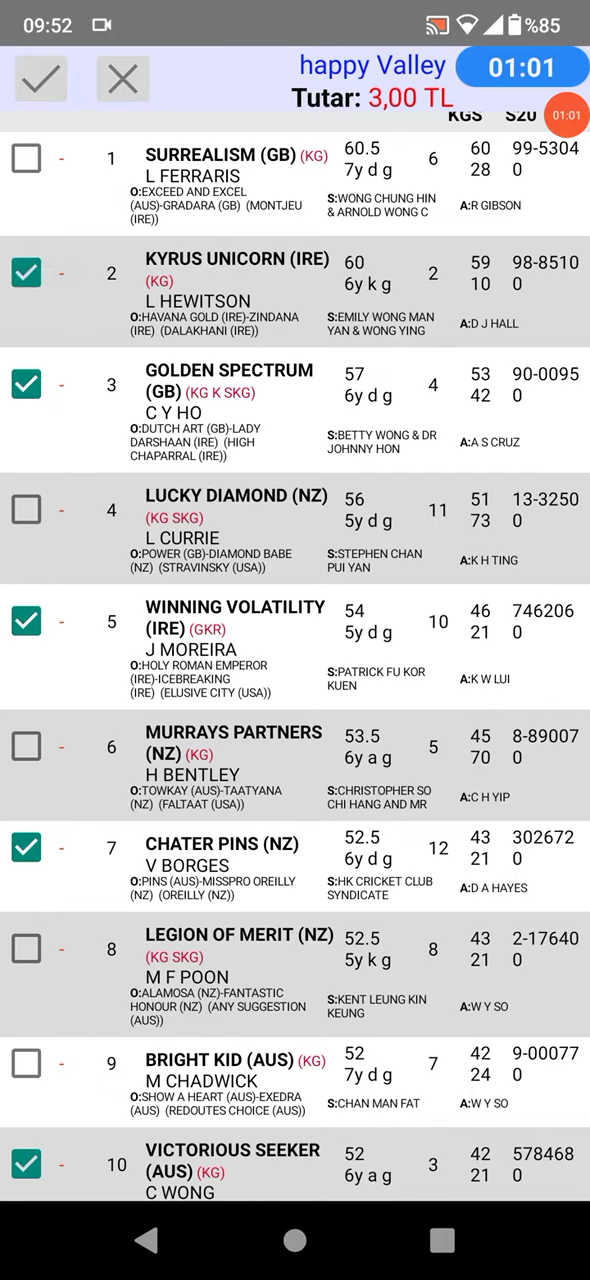 09:52 %85
happy Valley 01:01
Tutar: 3,00 TL
KGS S20 01:01
- 1 SURREALISM (GB) (KG) 60.5 6 60 99-5304
L FERRARIS 7y d g 28 0
O:EXCEED AND EXCEL S:WONG CHUNG HIN A:R GIBSON
(AUS)-GRADARA (GB) (MONTJEU & ARNOLD WONG C
(IRE))
- 2 KYRUS UNICORN (IRE) 60 2 59 98-8510
(KG) 6y k g 10 0
L HEWITSON
O:HAVANA GOLD (IRE)-ZINDANA S:EMILY WONG MAN A:D J HALL
(IRE) (DALAKHANI (IRE)) YAN & WONG YING
- 3 GOLDEN SPECTRUM 57 4 53 90-0095
(GB) (KG K SKG) 6y d g 42 0
C Y HO
O:DUTCH ART (GB)-LADY S:BETTY WONG & DR A:A S CRUZ
DARSHAAN (IRE) (HIGH JOHNNY HON
CHAPARRAL (IRE))
- 4 LUCKY DIAMOND (NZ) 56 11 51 13-3250
(KG SKG) 5y d g 73 0
L CURRIE
O:POWER (GB)-DIAMOND BABE S:STEPHEN CHAN A:K H TING
(NZ) (STRAVINSKY (USA)) PUI YAN
- 5 WINNING VOLATILITY 54 10 46 746206
(IRE) (GKR) 5y d g 21 0
J MOREIRA
O:HOLY ROMAN EMPEROR S:PATRICK FU KOR A:K W LUI
(IRE)-ICEBREAKING KUEN
(IRE) (ELUSIVE CITY (USA))
- 6 MURRAYS PARTNERS 53.5 5 45 8-89007
(NZ) (KG) 6y a g 70 0
H BENTLEY
O:TOWKAY (AUS)-TAATYANA S:CHRISTOPHER SO A:C H YIP
(NZ) (FALTAAT (USA)) CHI HANG AND MR
- 7 CHATER PINS (NZ) 52.5 12 43 302672
V BORGES 6y d g 21 0
O:PINS (AUS)-MISSPRO OREILLY S:HK CRICKET CLUB A:D A HAYES
(NZ) (OREILLY (NZ)) SYNDICATE
- 8 LEGION OF MERIT (NZ) 52.5 8 43 2-17640
(KG SKG) 5y k g 21 0
M F POON
O:ALAMOSA (NZ)-FANTASTIC S:KENT LEUNG KIN A:W Y SO
HONOUR (NZ) (ANY SUGGESTION KEUNG
(AUS))
- 9 BRIGHT KID (AUS) (KG) 52 7 42 9-00077
M CHADWICK 7y d g 24 0
O:SHOW A HEART (AUS)-EXEDRA S:CHAN MAN FAT A:W Y SO
(AUS) (REDOUTES CHOICE (AUS))
- 10 VICTORIOUS SEEKER 52 3 42 578468
(AUS) (KG) 6y a g 21 0
C WONG